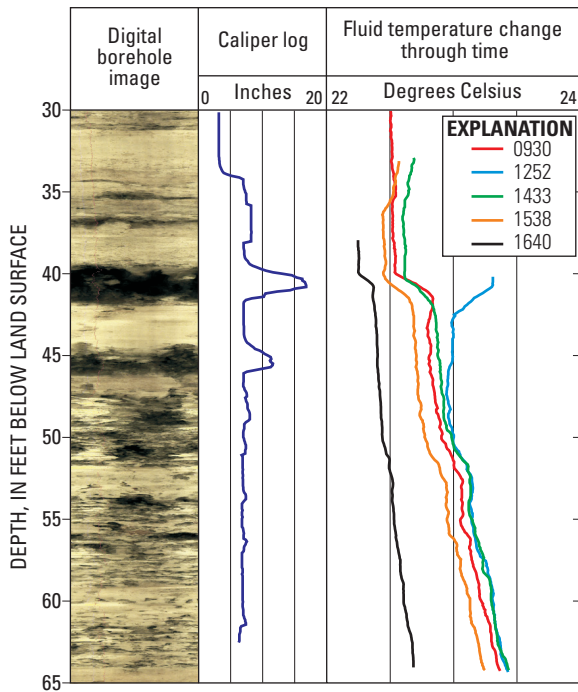 Digital
borehole
image
Caliper log
Fluid temperature change
through time
0 Inches 20
22 Degrees Celsius 24
DEPTH, IN FEET BELOW LAND SURFACE
30
35
40
45
50
55
60
65
EXPLANATION
0930
1252
1433
1538
1640